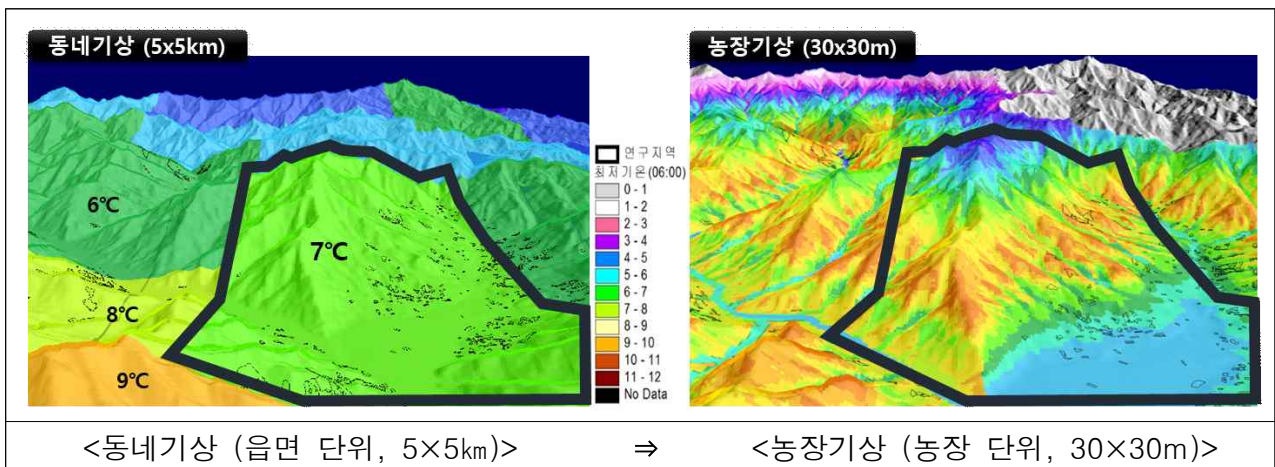 동네기상 (5x5km)
농장기상 (30x30m)
6℃
7℃
8℃
9℃
연구지역
최저기온(06:00)
0 - 1
1 - 2
2 - 3
3 - 4
4 - 5
5 - 6
6 - 7
7 - 8
8 - 9
9 - 10
10 - 11
11 - 12
No Data
<동네기상 (읍면 단위, 5×5㎞)> ⇒ <농장기상 (농장 단위, 30×30m)>